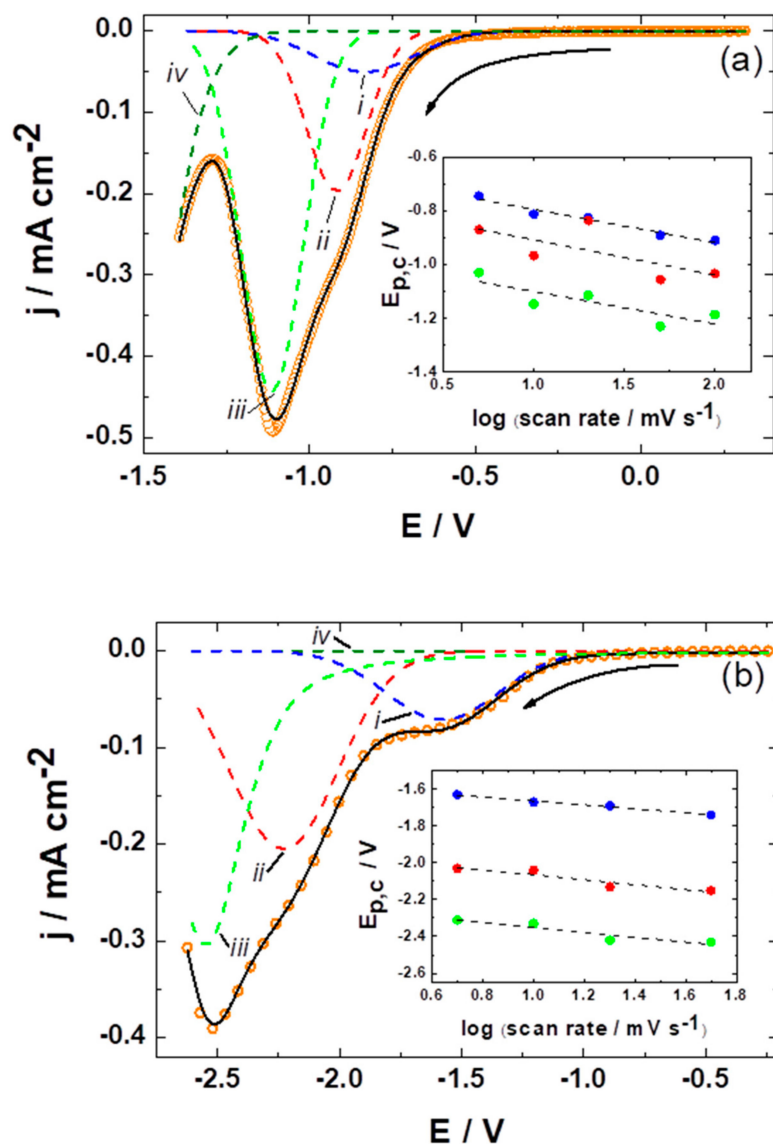 0.0
-0.1
-0.2
-0.3
-0.4
-0.5
j / mA cm-2
iv
i
ii
iii
(a)
-0.6
-0.8
-1.0
-1.2
-1.4
Ep,c / V
0.5 1.0 1.5 2.0
log (scan rate / mV s-1)
-1.5 -1.0 -0.5 0.0
E / V
0.0
-0.1
-0.2
-0.3
-0.4
j / mA cm-2
iv
i
ii
iii
(b)
-1.6
-1.8
-2.0
-2.2
-2.4
-2.6
Ep,c / V
0.6 0.8 1.0 1.2 1.4 1.6 1.8
log (scan rate / mV s-1)
-2.5 -2.0 -1.5 -1.0 -0.5
E / V